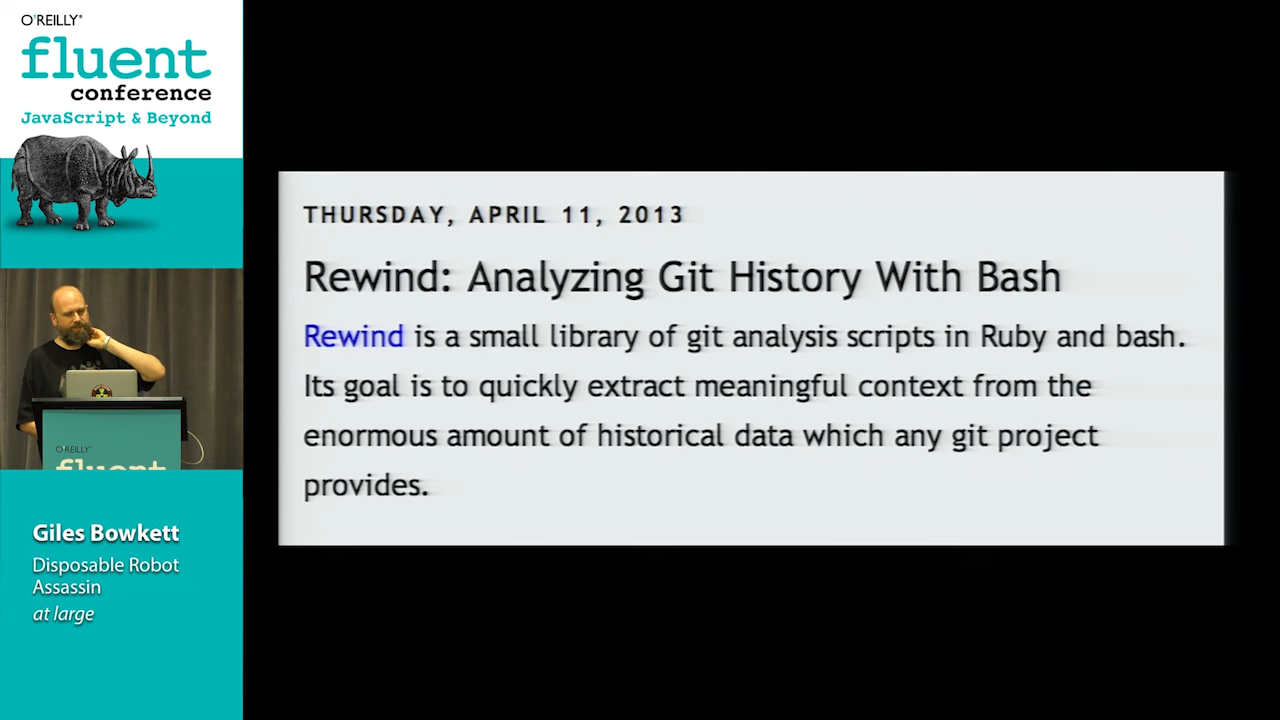 O'REILLY®
fluent
conference
JavaScript & Beyond
O'REILLY®
fluent
Giles Bowkett
Disposable Robot
Assassin
at large
THURSDAY, APRIL 11, 2013
Rewind: Analyzing Git History With Bash
Rewind is a small library of git analysis scripts in Ruby and bash.
Its goal is to quickly extract meaningful context from the
enormous amount of historical data which any git project
provides.